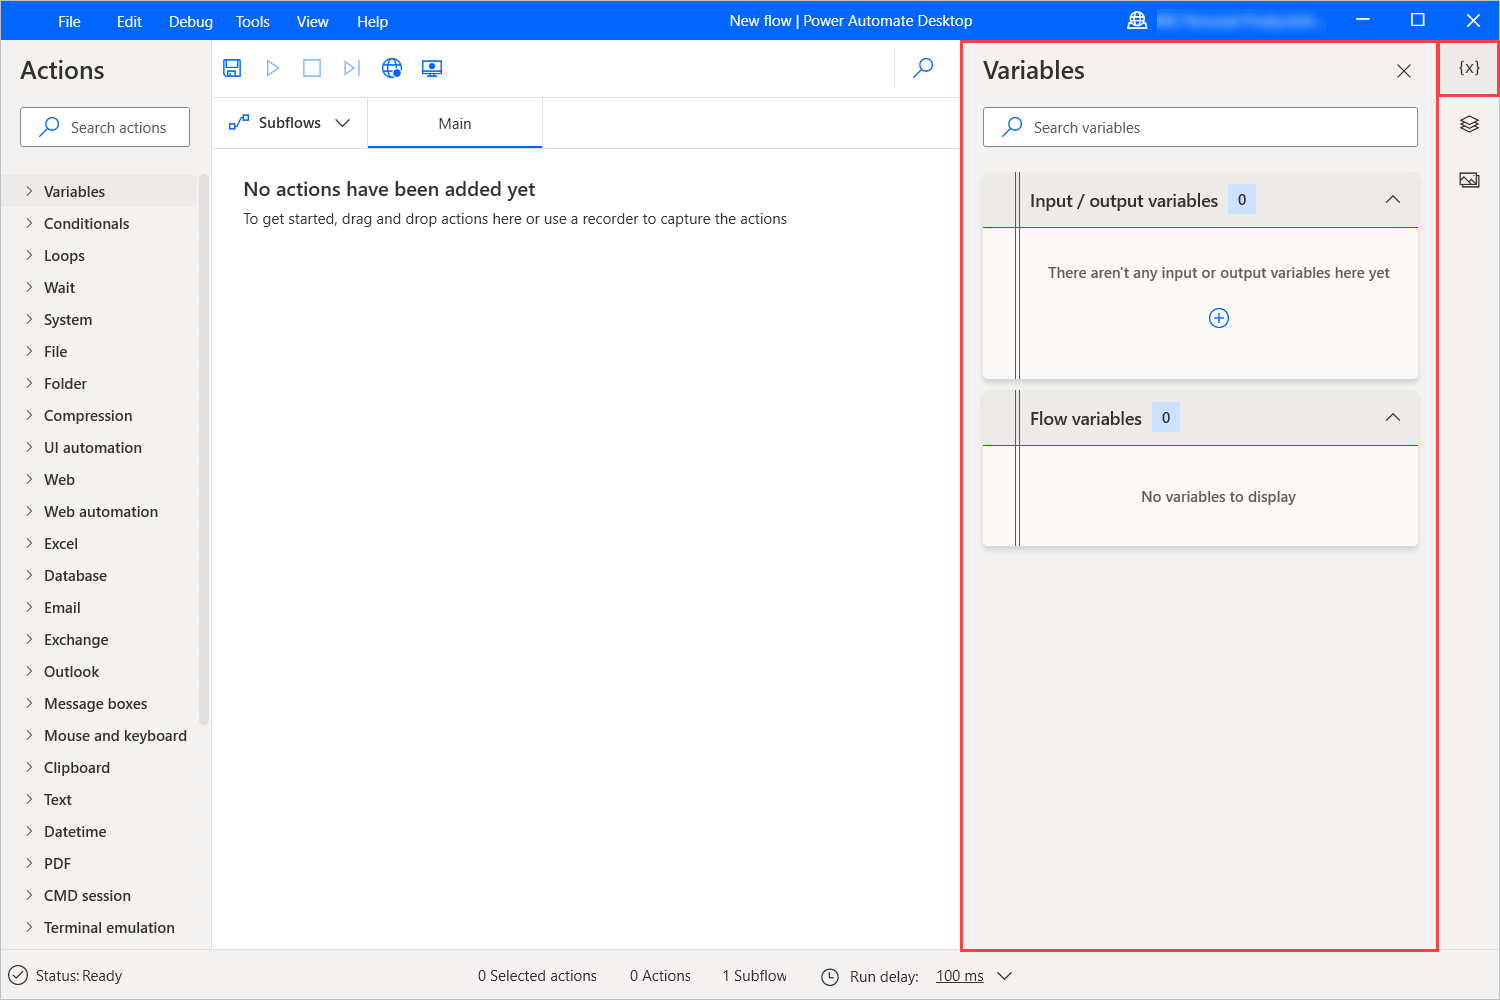 File Edit Debug Tools View Help
New flow | Power Automate Desktop
Actions
Search actions
Variables
Conditionals
Loops
Wait
System
File
Folder
Compression
UI automation
Web
Web automation
Excel
Database
Email
Exchange
Outlook
Message boxes
Mouse and keyboard
Clipboard
Text
Datetime
PDF
CMD session
Terminal emulation
Subflows
Main
No actions have been added yet
To get started, drag and drop actions here or use a recorder to capture the actions
Variables
{x}
Search variables
Input / output variables 0
There aren't any input or output variables here yet
Flow variables 0
No variables to display
Status: Ready
0 Selected actions
0 Actions
1 Subflow
Run delay: 100 ms